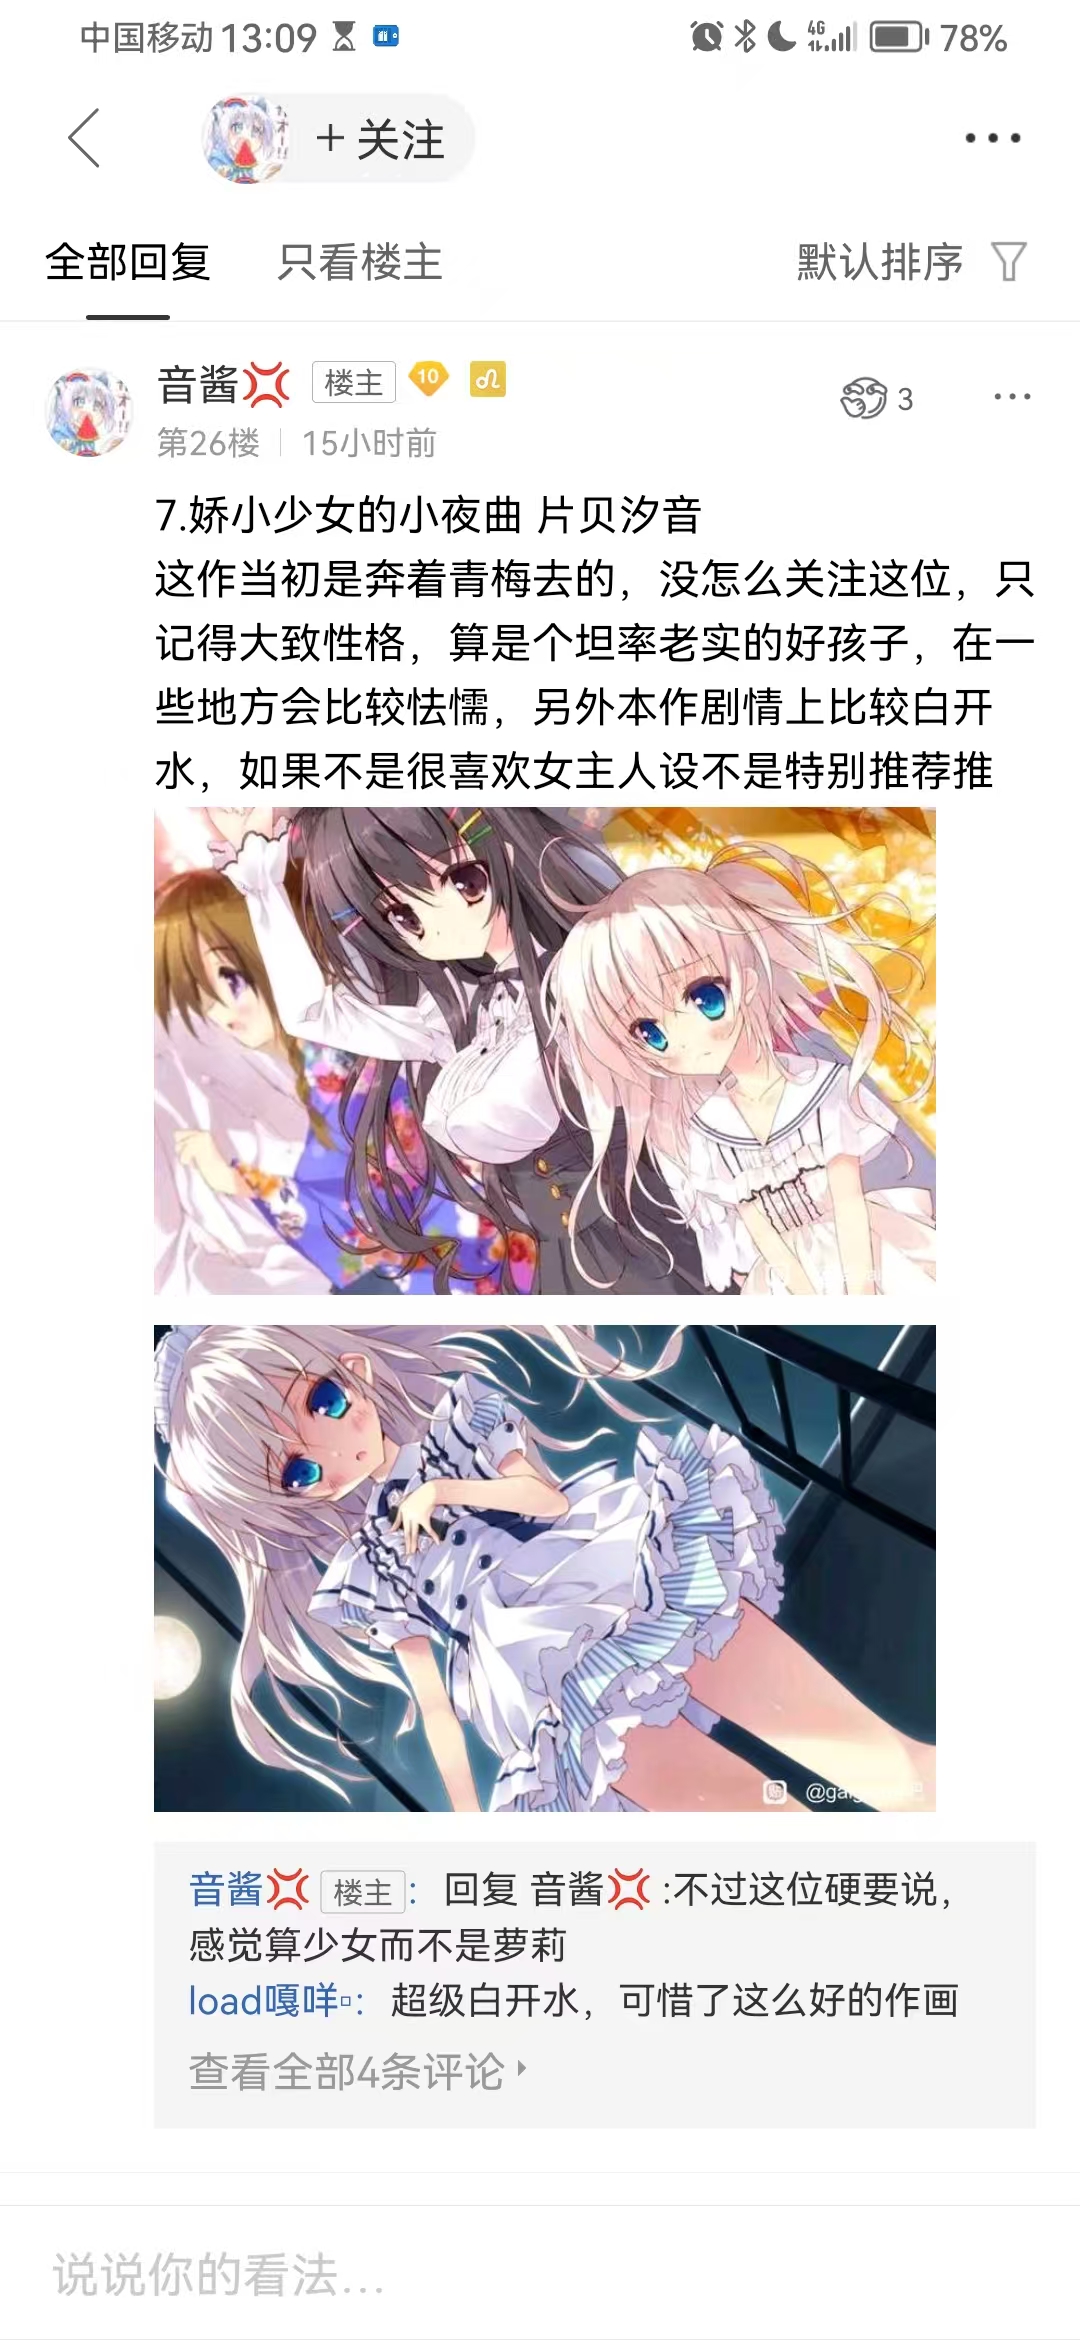 中国移动 13:09 4G 78%
+ 关注
全部回复 只看楼主 默认排序
音酱💢 楼主 10 3
第26楼 15小时前
7.娇小少女的小夜曲 片贝汐音
这作当初是奔着青梅去的，没怎么关注这位，只
记得大致性格，算是个坦率老实的好孩子，在一
些地方会比较怯懦，另外本作剧情上比较白开
水，如果不是很喜欢女主人设不是特别推荐推
音酱💢 楼主： 回复 音酱💢 :不过这位硬要说，
感觉算少女而不是萝莉
load嘎咩▫： 超级白开水，可惜了这么好的作画
查看全部4条评论
说说你的看法...